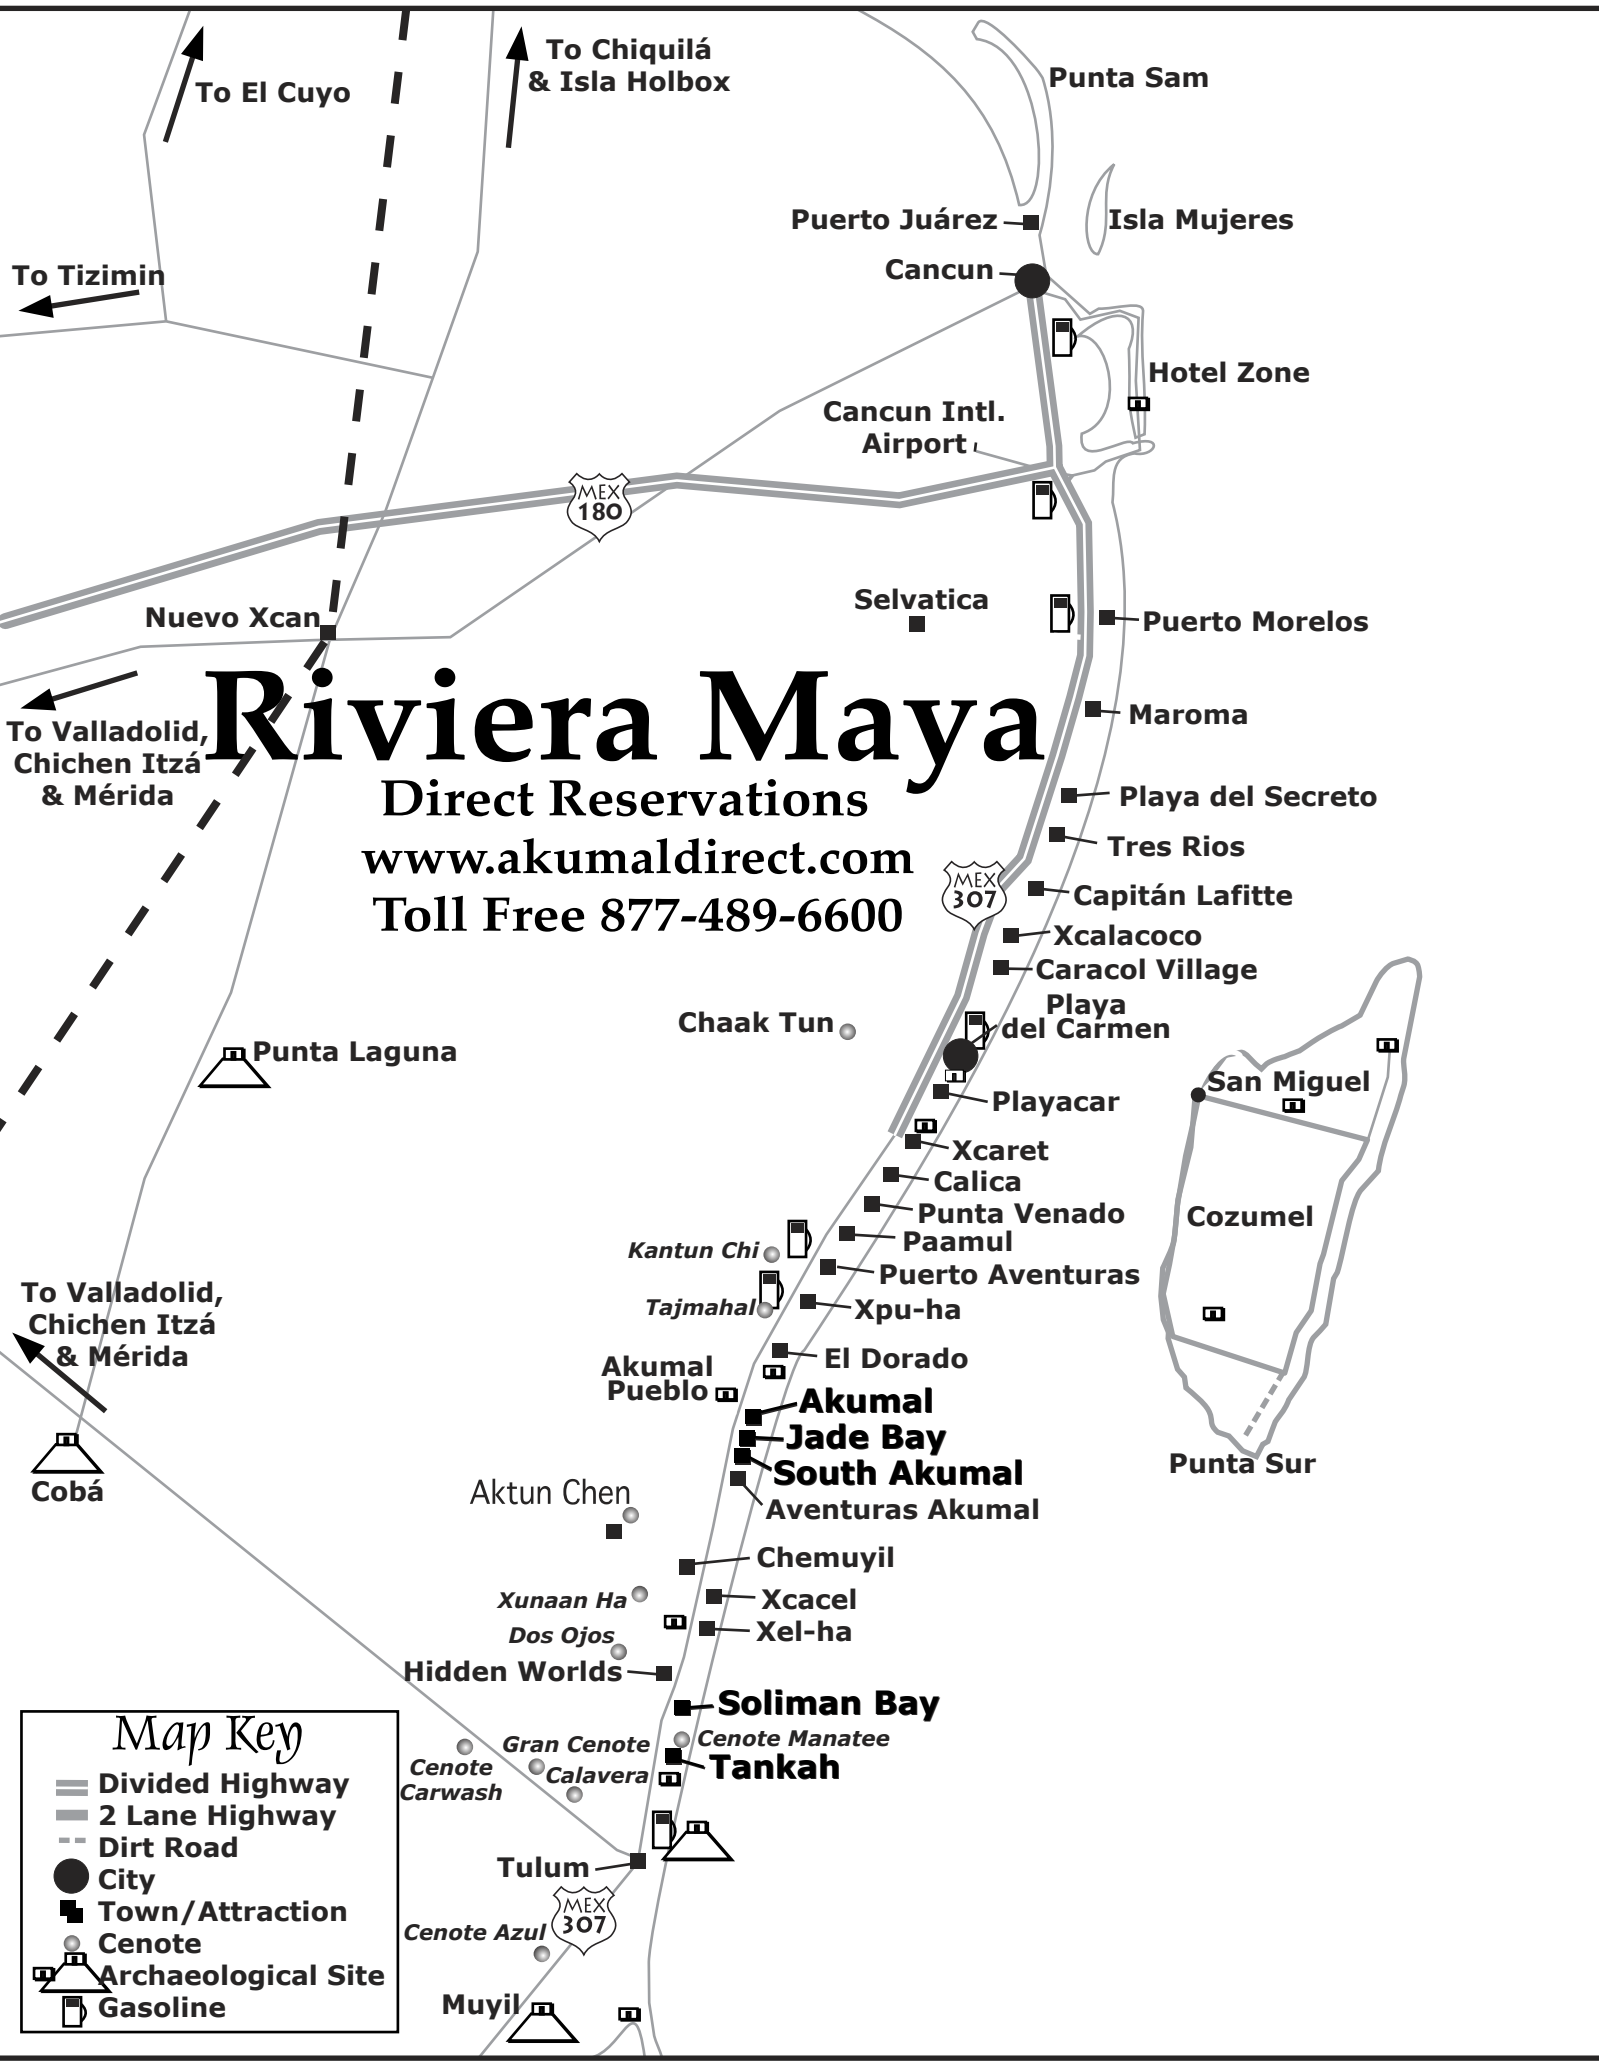 To El Cuyo
To Chiquilá
& Isla Holbox
Punta Sam
Puerto Juárez
Isla Mujeres
Cancun
To Tizimin
Hotel Zone
Cancun Intl.
Airport
MEX
180
Selvatica
Nuevo Xcan
Puerto Morelos
Riviera Maya
Direct Reservations
www.akumaldirect.com
Toll Free 877-489-6600
To Valladolid,
Chichen Itzá
& Mérida
Maroma
Playa del Secreto
Tres Rios
MEX
307
Capitán Lafitte
Xcalacoco
Caracol Village
Playa
del Carmen
Chaak Tun
Punta Laguna
San Miguel
Playacar
Xcaret
Calica
Punta Venado
Cozumel
Paamul
Kantun Chi
Puerto Aventuras
Tajmahal
Xpu-ha
To Valladolid,
Chichen Itzá
& Mérida
El Dorado
Akumal
Pueblo
Akumal
Jade Bay
South Akumal
Punta Sur
Cobá
Aktun Chen
Aventuras Akumal
Chemuyil
Xunaan Ha
Xcacel
Dos Ojos
Xel-ha
Hidden Worlds
Soliman Bay
Cenote Manatee
Gran Cenote
Tankah
Cenote
Carwash
Calavera
Tulum
MEX
307
Cenote Azul
Muyil
Map Key
Divided Highway
2 Lane Highway
Dirt Road
City
Town/Attraction
Cenote
Archaeological Site
Gasoline